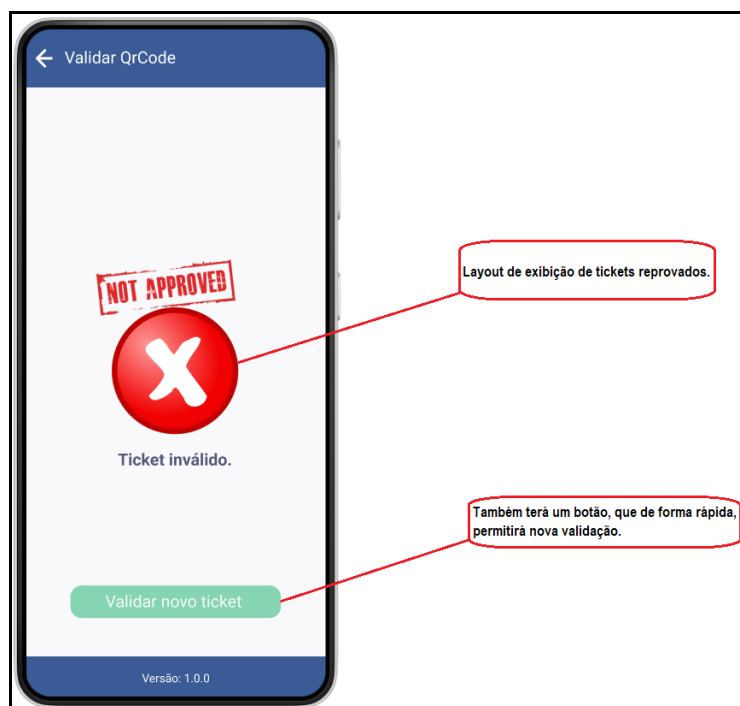 Validar QrCode
NOT APPROVED
Layout de exibição de tickets reprovados.
Ticket inválido.
Também terá um botão, que de forma rápida,
permitirá nova validação.
Validar novo ticket
Versão: 1.0.0